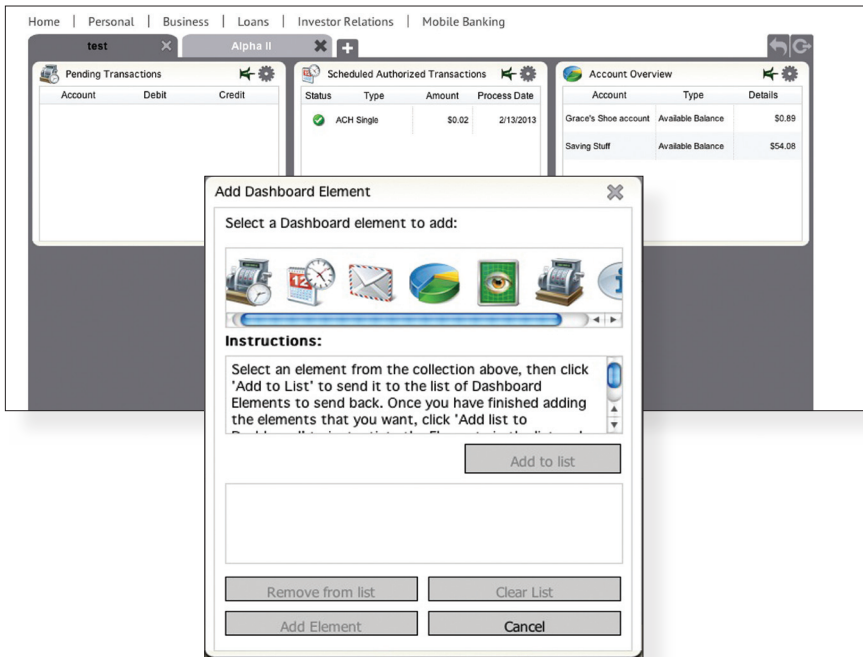 Home | Personal | Business | Loans | Investor Relations | Mobile Banking
test Alpha II
Pending Transactions
Account Debit Credit
Scheduled Authorized Transactions
Status Type Amount Process Date
ACH Single $0.02 2/13/2013
Account Overview
Account Type Details
Grace's Shoe account Available Balance $0.89
Saving Stuff Available Balance $54.08
Add Dashboard Element
Select a Dashboard element to add:
12
Instructions:
Select an element from the collection above, then click
'Add to List' to send it to the list of Dashboard
Elements to send back. Once you have finished adding
the elements that you want, click 'Add list to
Add to list
Remove from list Clear List
Add Element Cancel